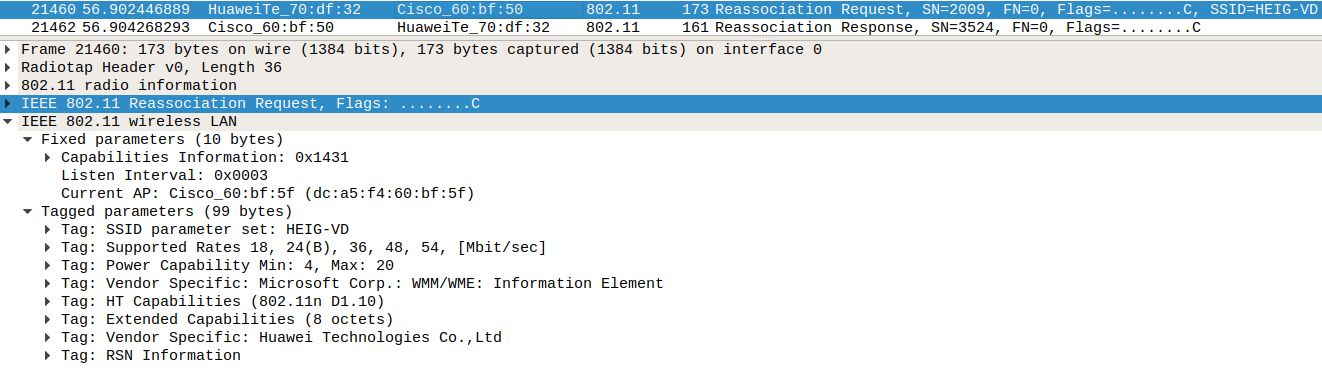 21460 56.902446889 HuaweiTe_70:df:32 Cisco_60:bf:50 802.11 173 Reassociation Request, SN=2009, FN=0, Flags=........C, SSID=HEIG-VD
21462 56.904268293 Cisco_60:bf:50 HuaweiTe_70:df:32 802.11 161 Reassociation Response, SN=3524, FN=0, Flags=........C
Frame 21460: 173 bytes on wire (1384 bits), 173 bytes captured (1384 bits) on interface 0
Radiotap Header v0, Length 36
802.11 radio information
IEEE 802.11 Reassociation Request, Flags: ........C
IEEE 802.11 wireless LAN
Fixed parameters (10 bytes)
Capabilities Information: 0x1431
Listen Interval: 0x0003
Current AP: Cisco_60:bf:5f (dc:a5:f4:60:bf:5f)
Tagged parameters (99 bytes)
Tag: SSID parameter set: HEIG-VD
Tag: Supported Rates 18, 24(B), 36, 48, 54, [Mbit/sec]
Tag: Power Capability Min: 4, Max: 20
Tag: Vendor Specific: Microsoft Corp.: WMM/WME: Information Element
Tag: HT Capabilities (802.11n D1.10)
Tag: Extended Capabilities (8 octets)
Tag: Vendor Specific: Huawei Technologies Co.,Ltd
Tag: RSN Information